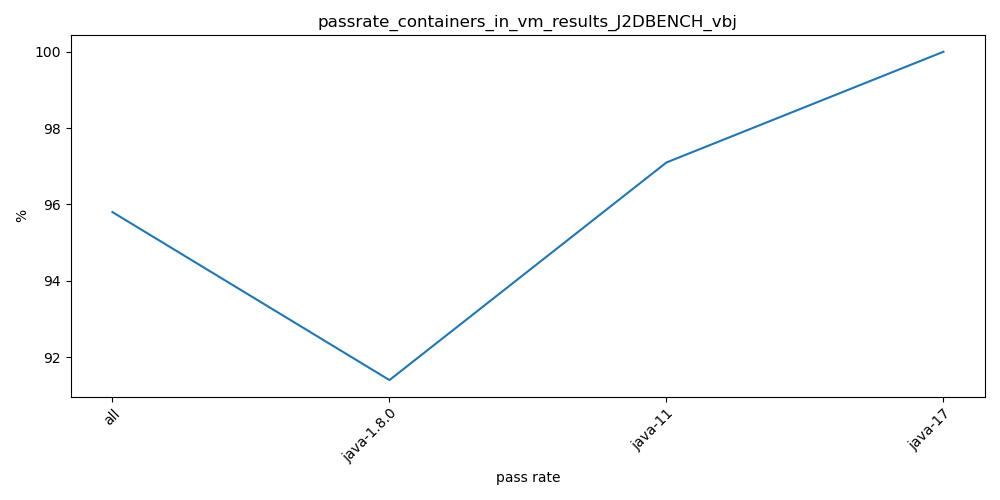 passrate_containers_in_vm_results_J2DBENCH_vbj
100
98
96
94
92
%
all
java-1.8.0
java-11
java-17
pass rate